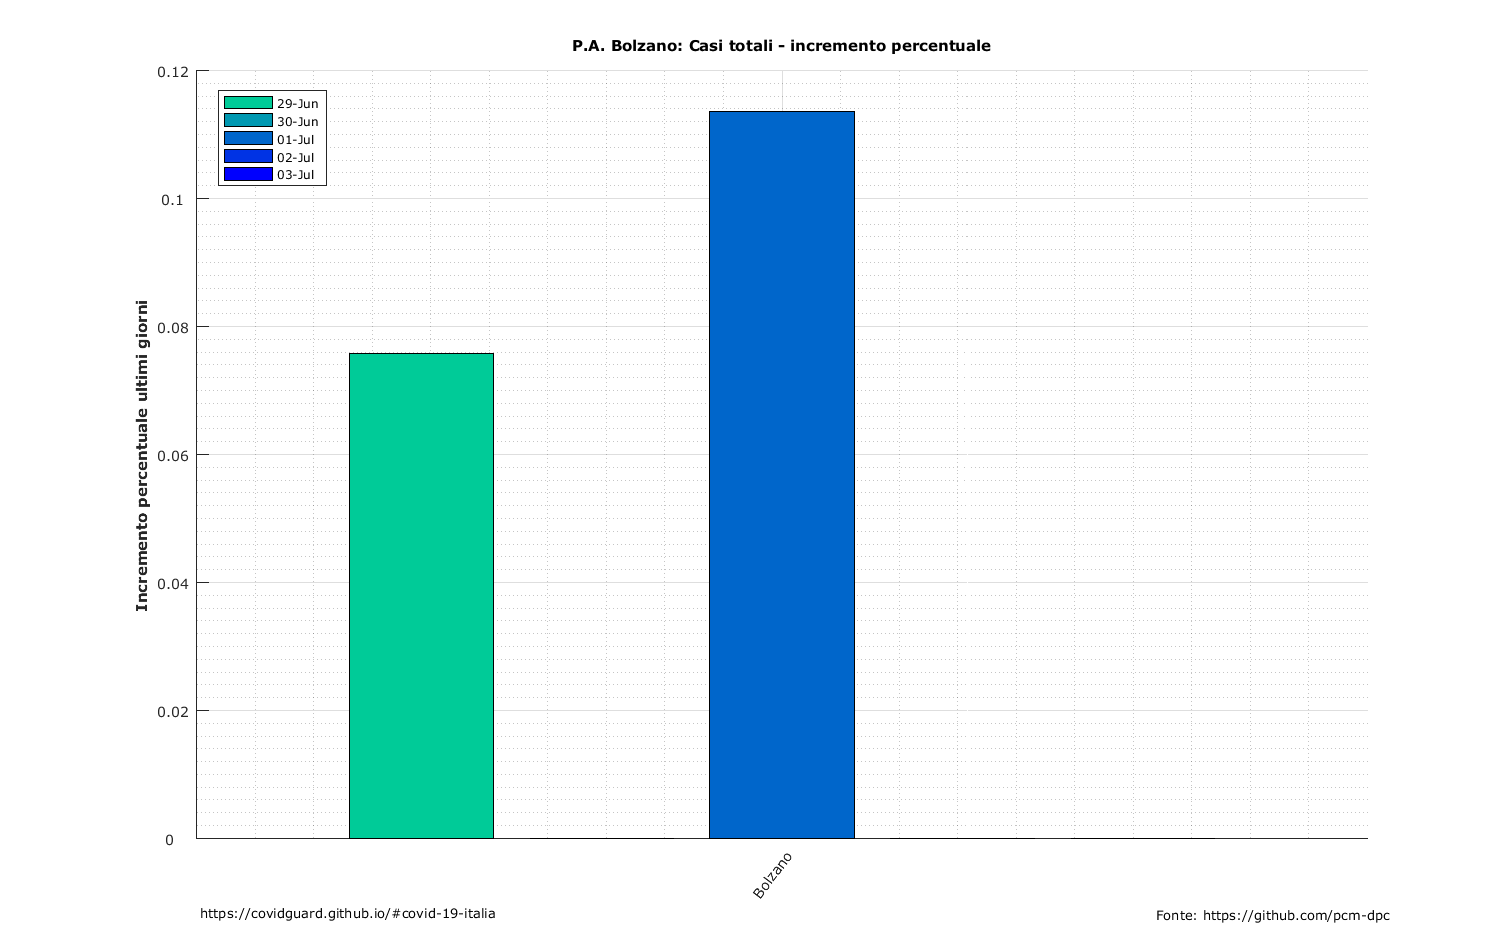 P.A. Bolzano: Casi totali - incremento percentuale
0.12
0.1
0.08
0.06
0.04
0.02
0
Incremento percentuale ultimi giorni
29-Jun
30-Jun
01-Jul
02-Jul
03-Jul
Bolzano
https://covidguard.github.io/#covid-19-italia
Fonte: https://github.com/pcm-dpc